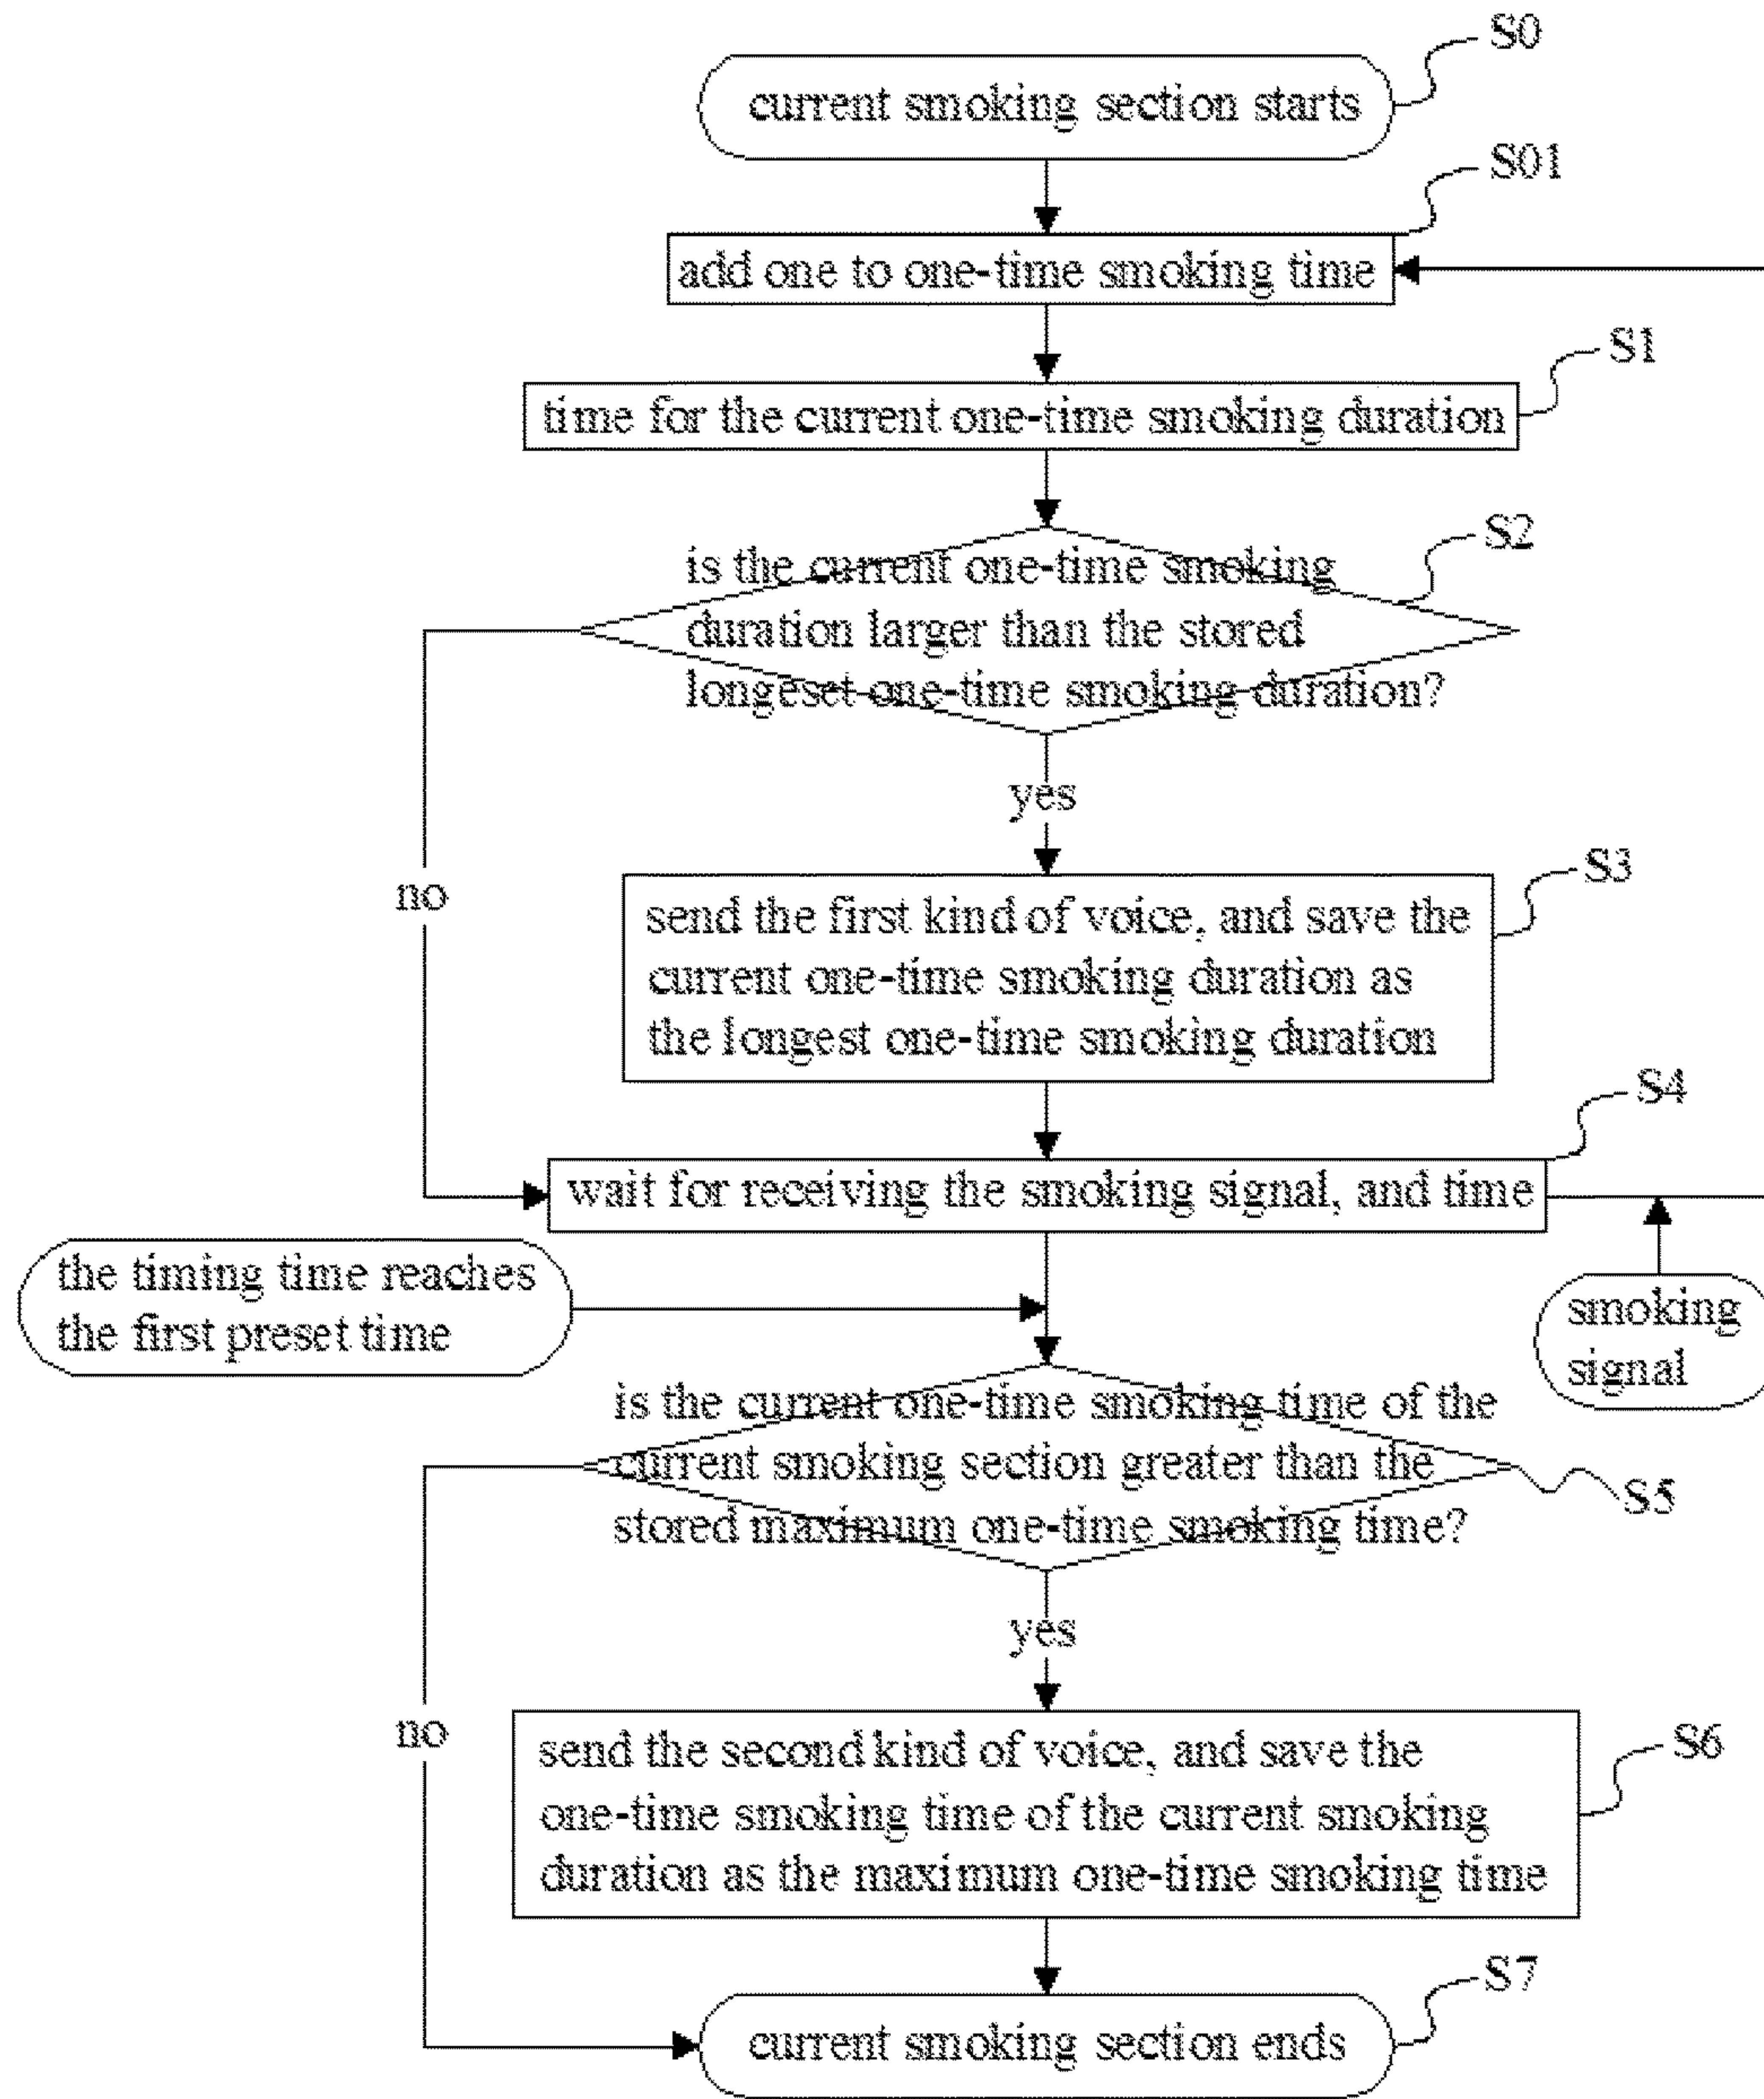 S0
current smoking section starts
S01
add one to one-time smoking time
S1
time for the current one-time smoking duration
S2
is the current one-time smoking
duration larger than the stored
longeset one-time smoking duration?
yes
no
S3
send the first kind of voice, and save the
current one-time smoking duration as
the longest one-time smoking duration
S4
wait for receiving the smoking signal, and time
the timing time reaches
the first preset time
smoking
signal
is the current one-time smoking time of the
current smoking section greater than the
stored maximum one-time smoking time?
S5
yes
no
S6
send the second kind of voice, and save the
one-time smoking time of the current smoking
duration as the maximum one-time smoking time
S7
current smoking section ends